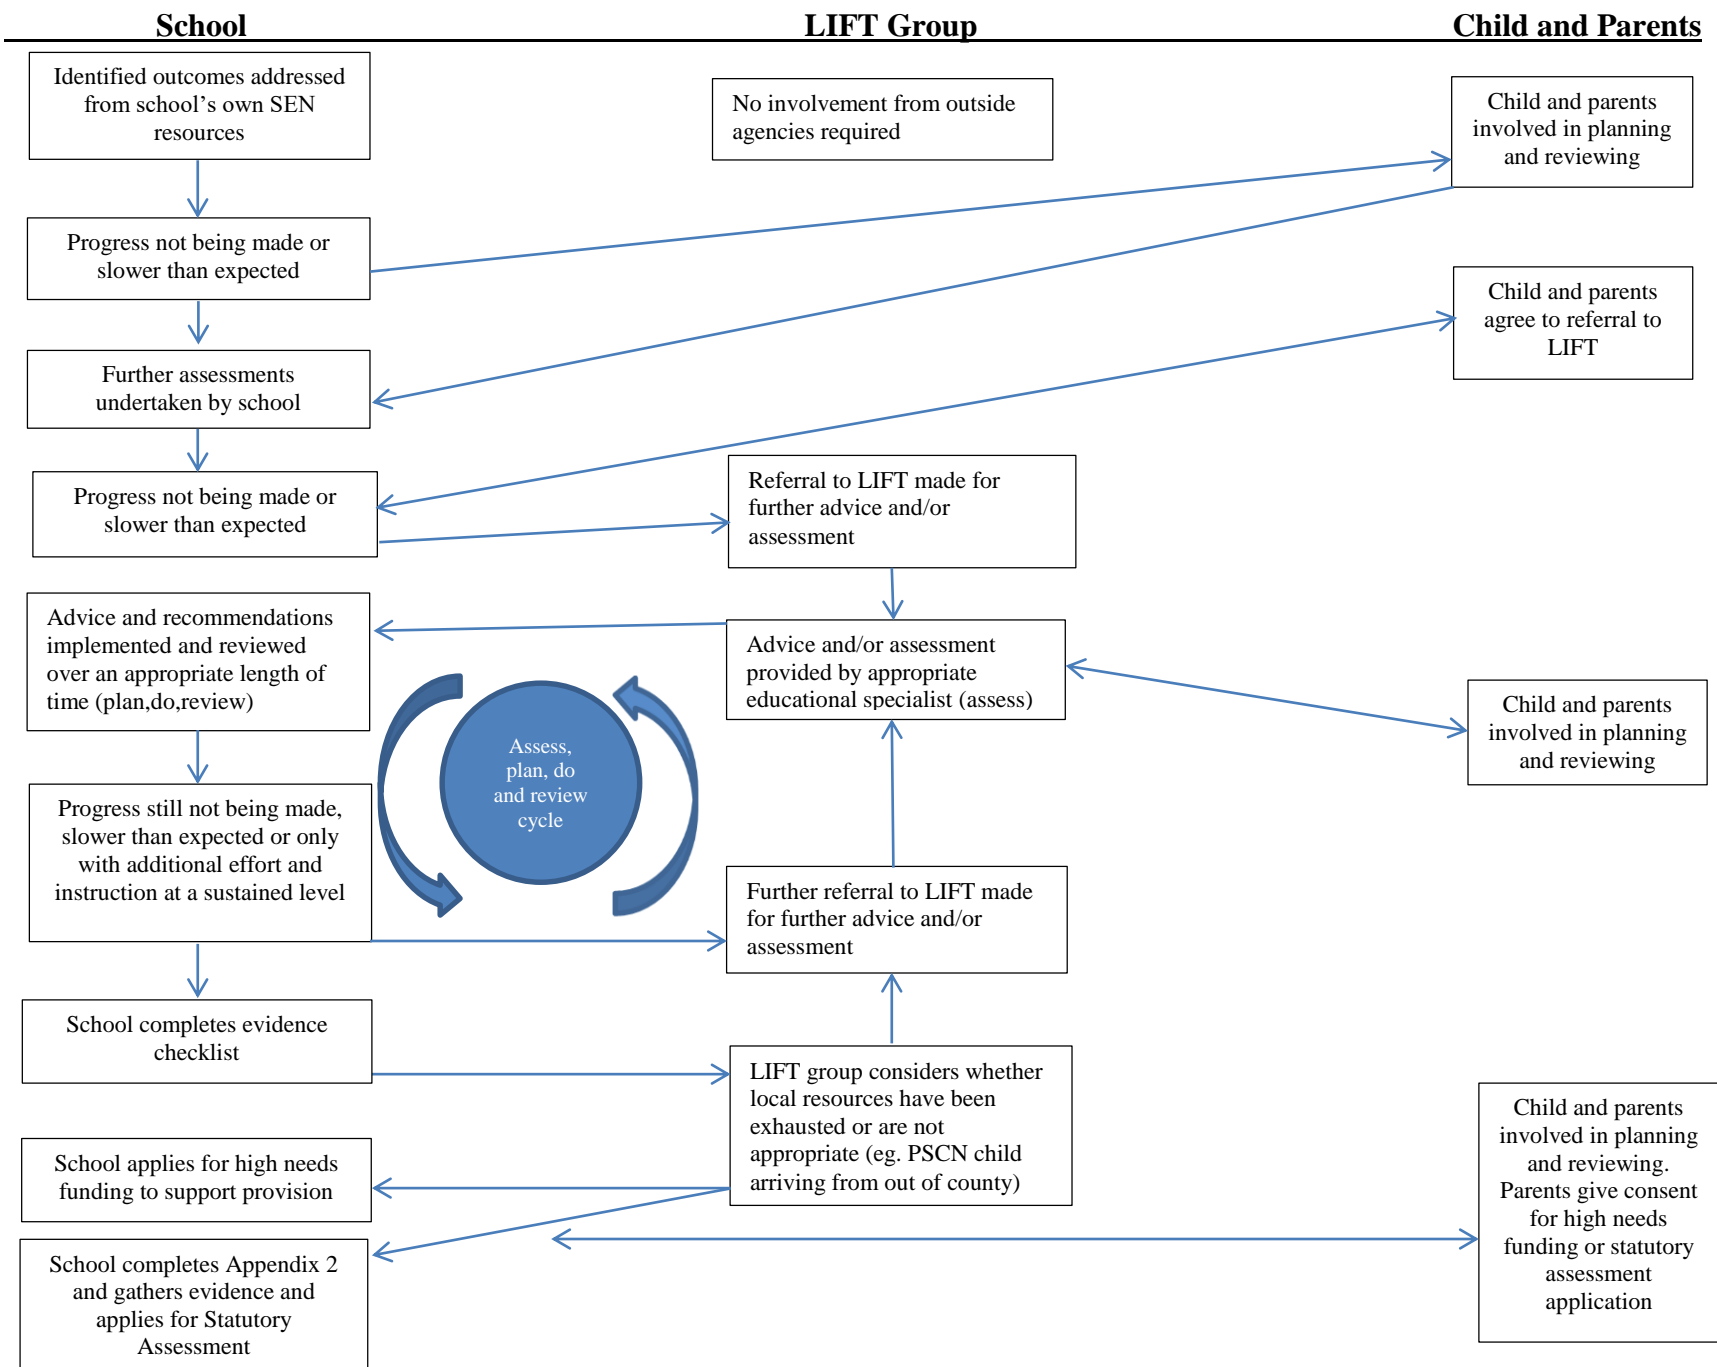 School
LIFT Group
Child and Parents
Identified outcomes addressed
from school's own SEN
resources
No involvement from outside
agencies required
Child and parents
involved in planning
and reviewing
Progress not being made or
slower than expected
Child and parents
agree to referral to
LIFT
Further assessments
undertaken by school
Progress not being made or
slower than expected
Referral to LIFT made for
further advice and/or
assessment
Advice and recommendations
implemented and reviewed
over an appropriate length of
time (plan,do,review)
Advice and/or assessment
provided by appropriate
educational specialist (assess)
Child and parents
involved in planning
and reviewing
Assess,
plan, do
and review
cycle
Progress still not being made,
slower than expected or only
with additional effort and
instruction at a sustained level
Further referral to LIFT made
for further advice and/or
assessment
School completes evidence
checklist
LIFT group considers whether
local resources have been
exhausted or are not
appropriate (eg. PSCN child
arriving from out of county)
Child and parents
involved in planning
and reviewing.
Parents give consent
for high needs
funding or statutory
assessment
application
School applies for high needs
funding to support provision
School completes Appendix 2
and gathers evidence and
applies for Statutory
Assessment